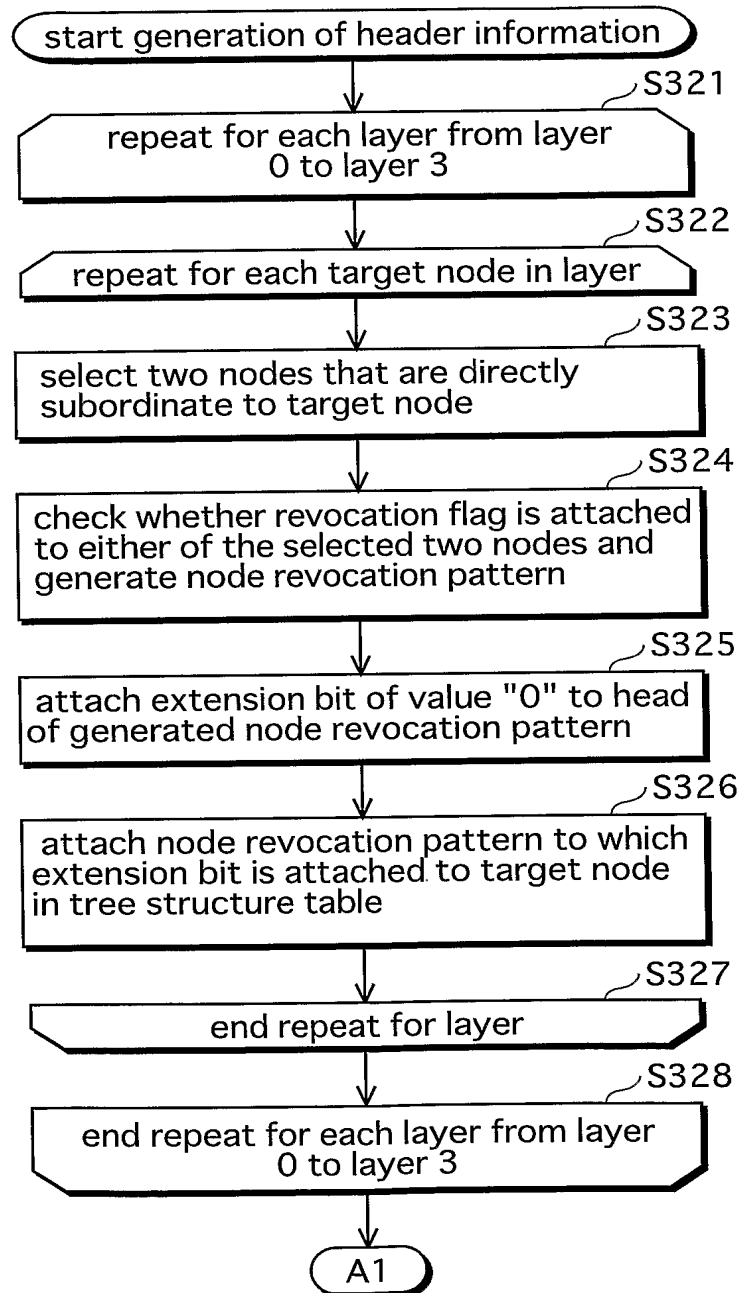 start generation of header information
S321
repeat for each layer from layer
0 to layer 3
S322
repeat for each target node in layer
S323
select two nodes that are directly
subordinate to target node
S324
check whether revocation flag is attached
to either of the selected two nodes and
generate node revocation pattern
S325
attach extension bit of value "0" to head
of generated node revocation pattern
S326
attach node revocation pattern to which
extension bit is attached to target node
in tree structure table
S327
end repeat for layer
S328
end repeat for each layer from layer
0 to layer 3
A1